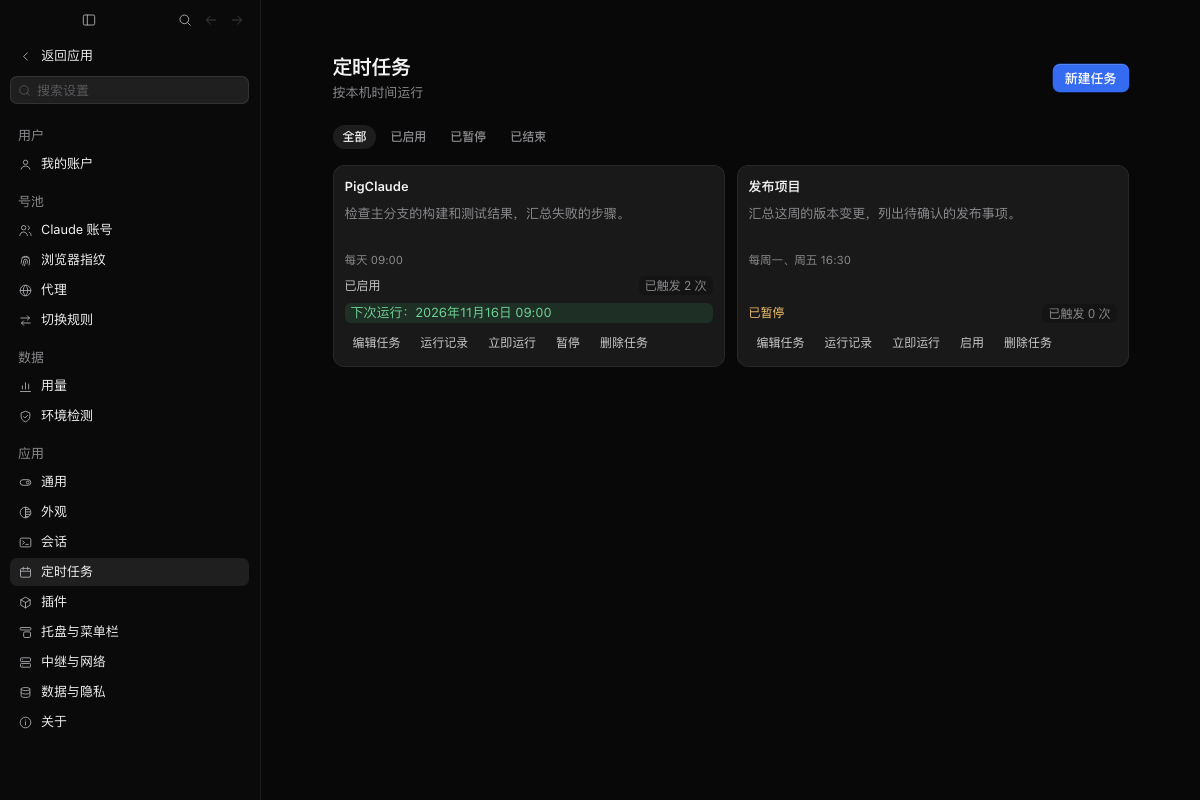 返回应用
搜索设置
用户
我的账户
号池
Claude 账号
浏览器指纹
代理
切换规则
数据
用量
环境检测
应用
通用
外观
会话
定时任务
插件
托盘与菜单栏
中继与网络
数据与隐私
关于
定时任务
按本机时间运行
新建任务
全部 已启用 已暂停 已结束
PigClaude
检查主分支的构建和测试结果，汇总失败的步骤。
每天 09:00
已启用 已触发 2 次
下次运行：2026年11月16日 09:00
编辑任务 运行记录 立即运行 暂停 删除任务
发布项目
汇总这周的版本变更，列出待确认的发布事项。
每周一、周五 16:30
已暂停 已触发 0 次
编辑任务 运行记录 立即运行 启用 删除任务